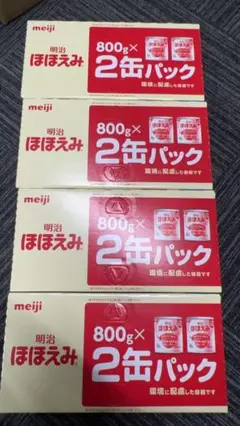 meiji
明治
ほほえみ
800g×
2缶パック
環境に配慮した容器です
meiji
明治
ほほえみ
800g×
2缶パック
環境に配慮した容器です
meiji
明治
ほほえみ
800g×
2缶パック
環境に配慮した容器です
meiji
明治
ほほえみ
800g×
2缶パック
環境に配慮した容器です